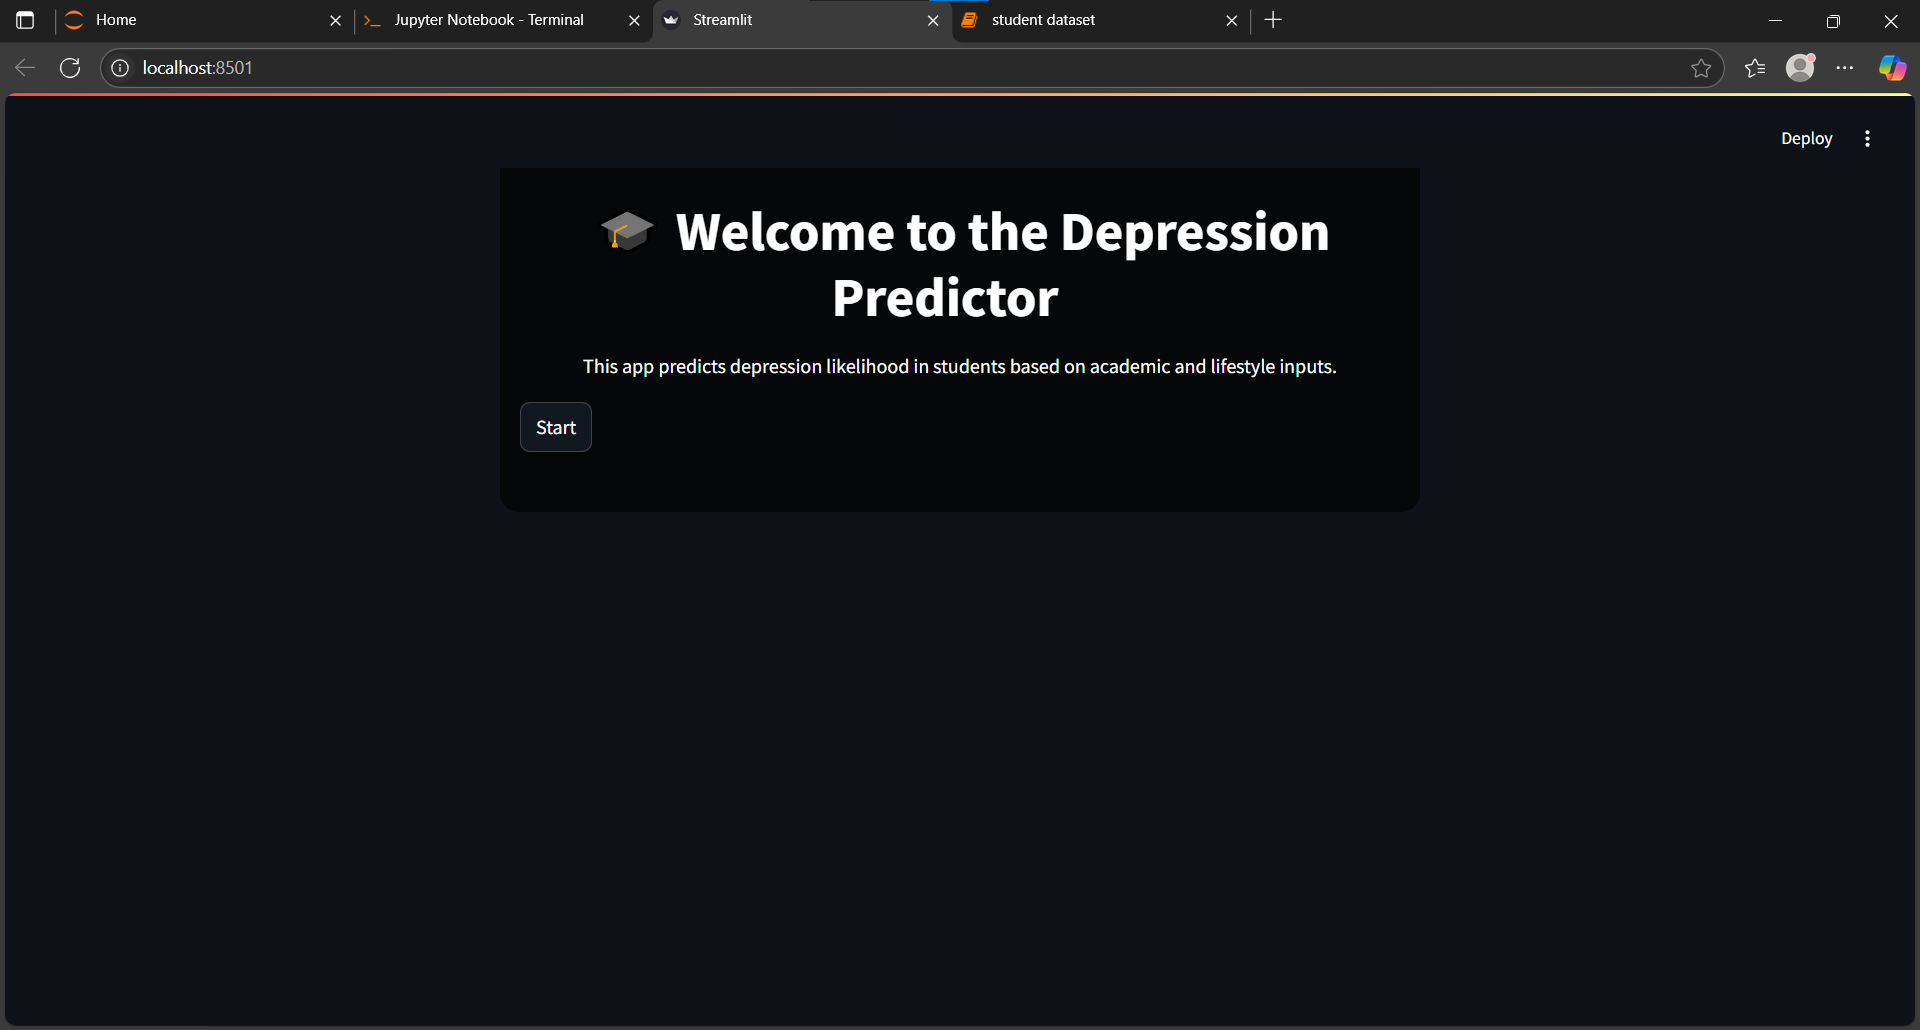 Home
Jupyter Notebook - Terminal
Streamlit
student dataset
localhost:8501
Deploy
Welcome to the Depression
Predictor
This app predicts depression likelihood in students based on academic and lifestyle inputs.
Start